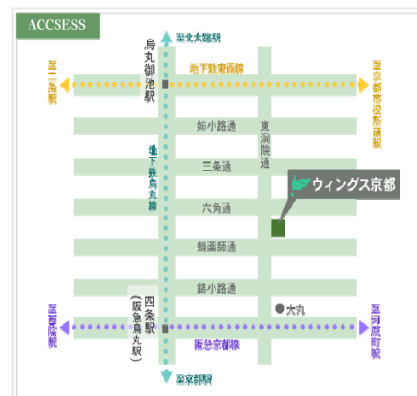 ACCSESS
至北大路駅
烏丸御池駅
地下鉄東西線
至二条駅
至京都市役所前駅
姉小路通
東洞院通
地下鉄烏丸線
三条通
ウィングス京都
六角通
蛸薬師通
錦小路通
四条駅
(阪急烏丸駅)
大丸
至河原町駅
阪急京都線
至京都駅